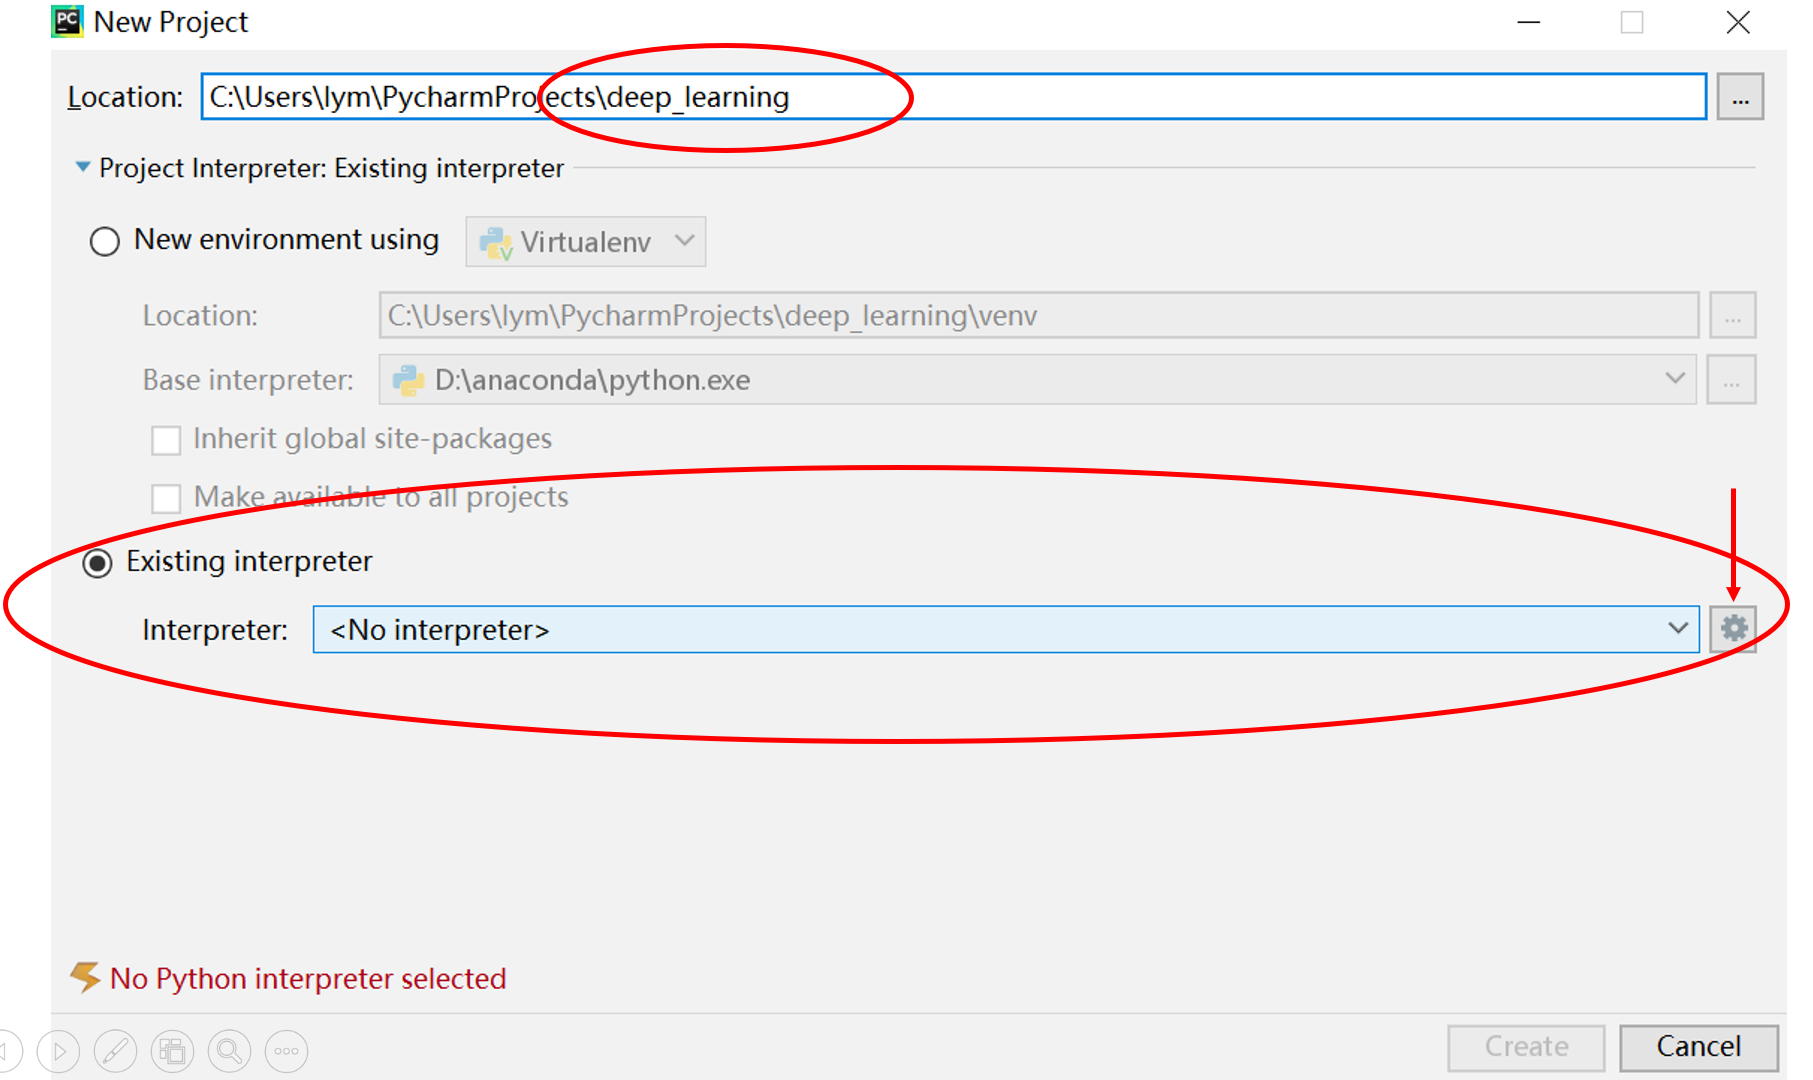 PC New Project
Location: C:\Users\lym\PycharmProjects\deep_learning ...
Project Interpreter: Existing interpreter
New environment using Virtualenv
Location: C:\Users\lym\PycharmProjects\deep_learning\venv ...
Base interpreter: D:\anaconda\python.exe ...
Inherit global site-packages
Make available to all projects
Existing interpreter
Interpreter: <No interpreter>
No Python interpreter selected
Create Cancel